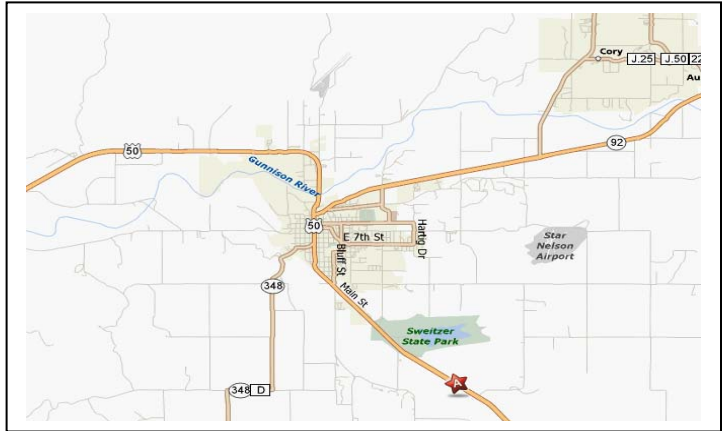 Cory
J.25
J.50
22
Au
50
92
Gunnison River
50
E 7th St
Hartig Dr
Bluff St
Star
Nelson
Airport
348
Main St
Sweitzer
State Park
A
348
D